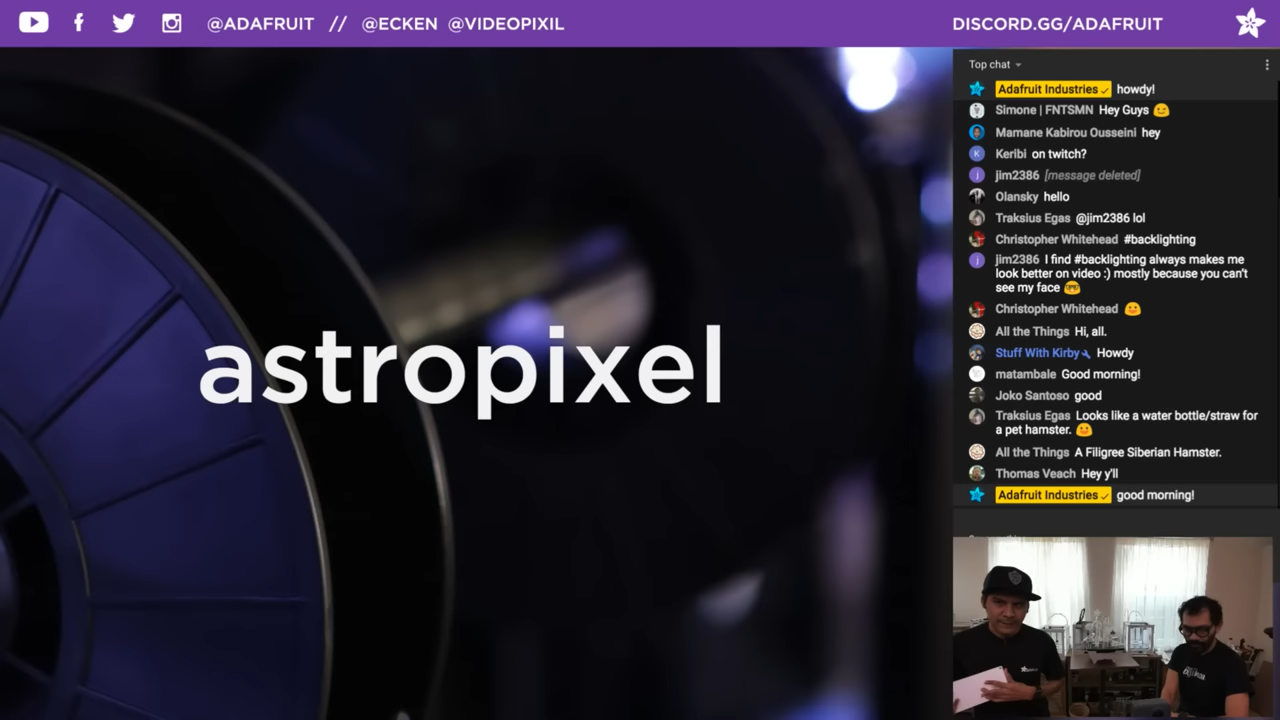 @ADAFRUIT // @ECKEN @VIDEOPIXIL
DISCORD.GG/ADAFRUIT
astropixel
Top chat
Adafruit Industries howdy!
Simone | FNTSMN Hey Guys
Mamane Kabirou Ousseini hey
K Keribi on twitch?
j jim2386 [message deleted]
Olansky hello
Traksius Egas @jim2386 lol
Christopher Whitehead #backlighting
j jim2386 I find #backlighting always makes me
look better on video :) mostly because you can't
see my face
Christopher Whitehead
All the Things Hi, all.
Stuff With Kirby Howdy
matambale Good morning!
Joko Santoso good
Traksius Egas Looks like a water bottle/straw for
a pet hamster.
All the Things A Filigree Siberian Hamster.
Thomas Veach Hey y'll
Adafruit Industries good morning!